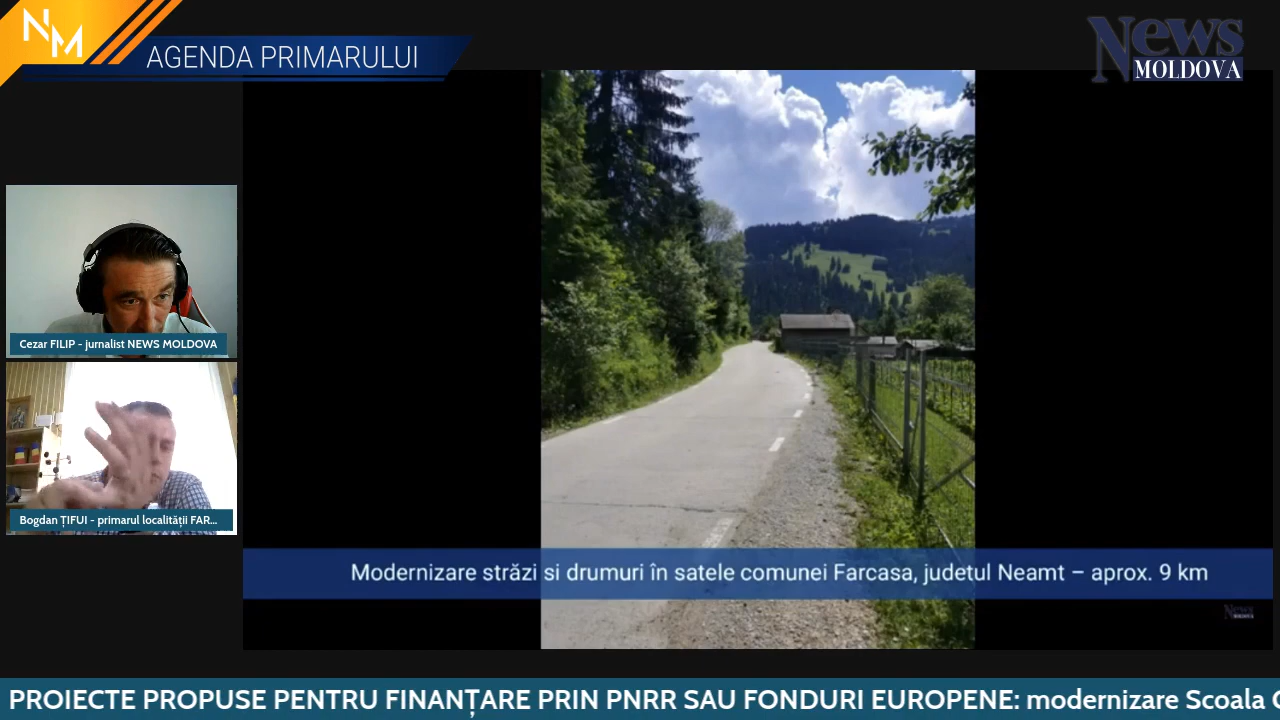 NM
AGENDA PRIMARULUI
News
MOLDOVA
Cezar FILIP - jurnalist NEWS MOLDOVA
Bogdan ȚIFUI - primarul localității FAR...
Modernizare străzi si drumuri în satele comunei Farcasa, judetul Neamt – aprox. 9 km
News
MOLDOVA
PROIECTE PROPUSE PENTRU FINANȚARE PRIN PNRR SAU FONDURI EUROPENE: modernizare Scoala